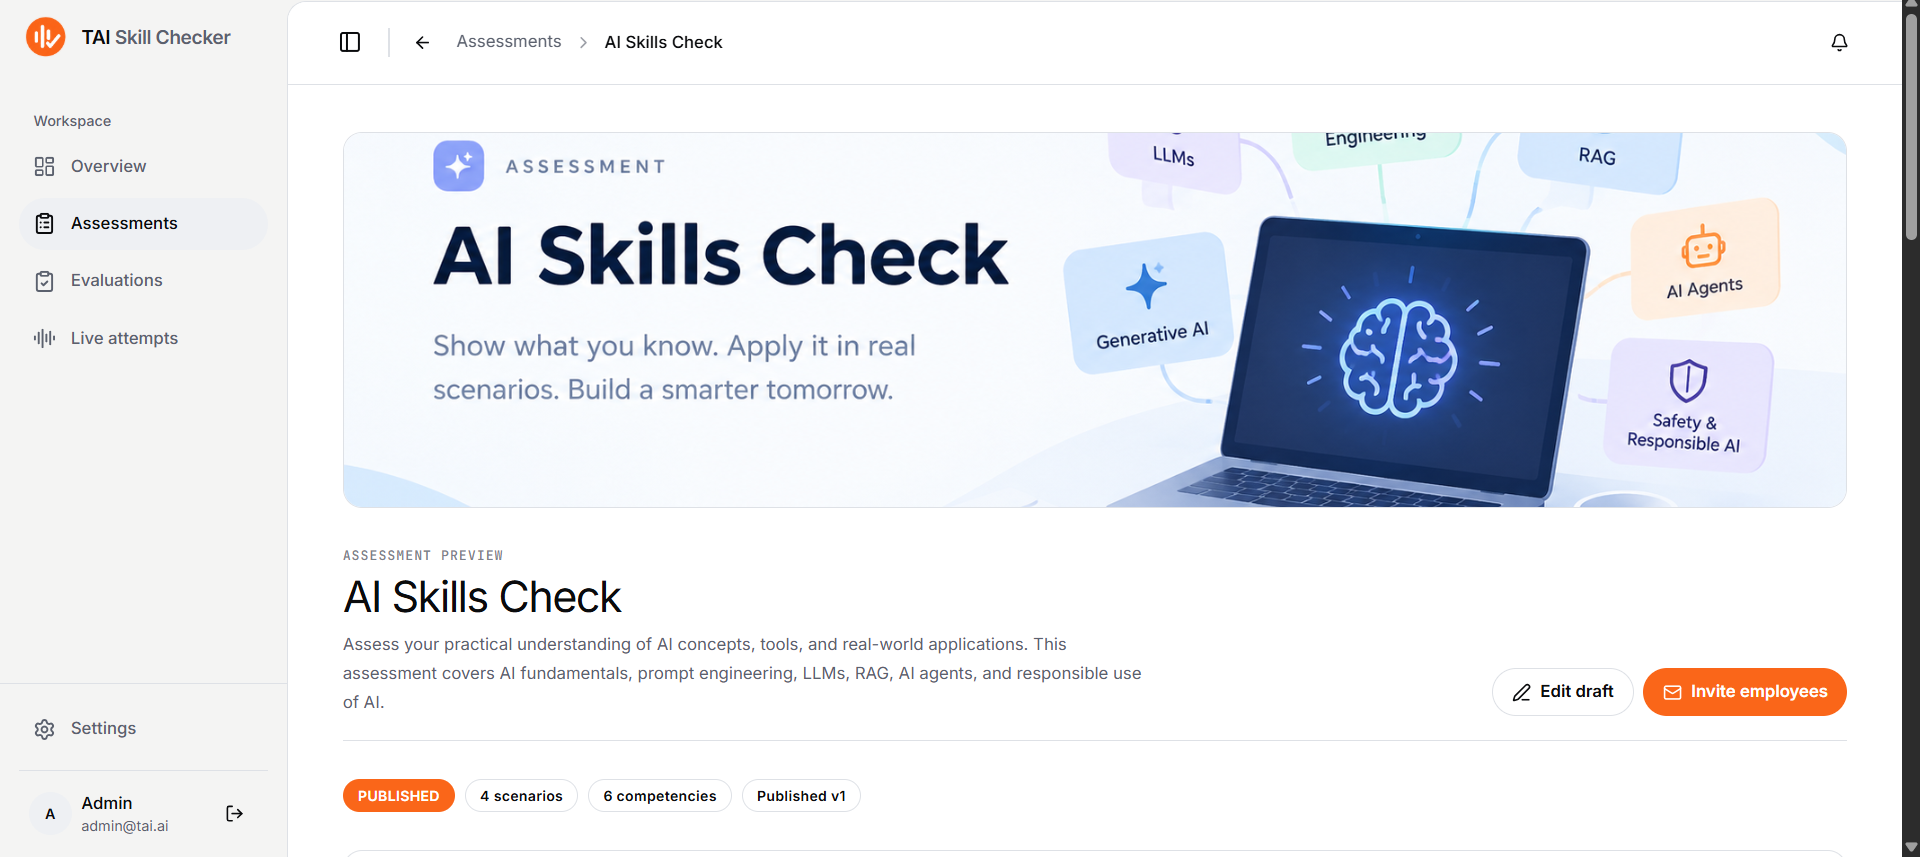 TAI Skill Checker
Workspace
Overview
Assessments
Evaluations
Live attempts
Settings
A
Admin
admin@tai.ai
Assessments > AI Skills Check
ASSESSMENT
AI Skills Check
Show what you know. Apply it in real
scenarios. Build a smarter tomorrow.
LLMs
Engineering
RAG
Generative AI
AI Agents
Safety &
Responsible AI
ASSESSMENT PREVIEW
AI Skills Check
Assess your practical understanding of AI concepts, tools, and real-world applications. This
assessment covers AI fundamentals, prompt engineering, LLMs, RAG, AI agents, and responsible use
of AI.
Edit draft
Invite employees
PUBLISHED
4 scenarios
6 competencies
Published v1